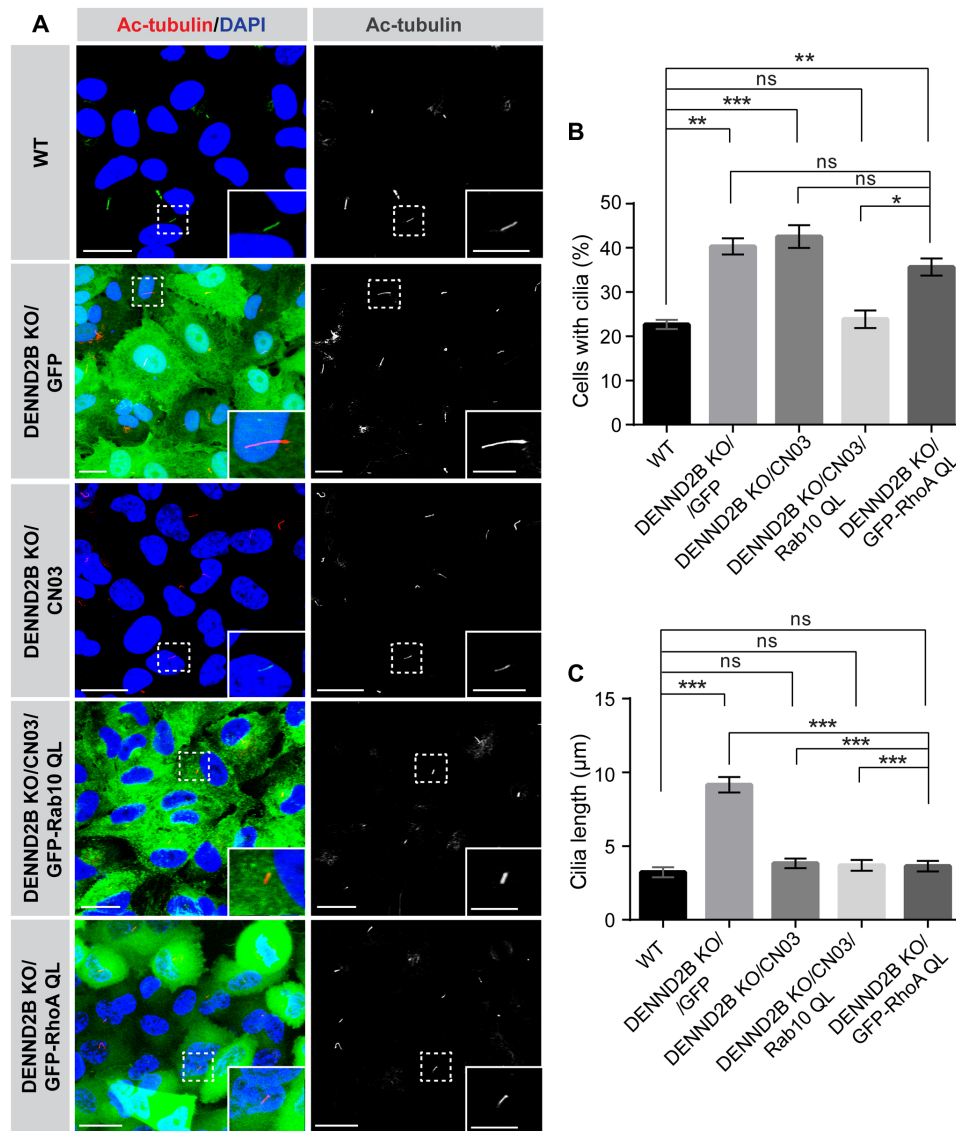 A
Ac-tubulin/DAPI
Ac-tubulin
WT
DENND2B KO/
GFP
DENND2B KO/
CN03
DENND2B KO/CN03/
GFP-Rab10 QL
DENND2B KO/
GFP-RhoA QL
B
**
ns
***
**
ns
ns
*
Cells with cilia (%)
50
40
30
20
10
0
WT
DENND2B KO/
/GFP
DENND2B KO/CN03
DENND2B KO/CN03/
Rab10 QL
DENND2B KO/
GFP-RhoA QL
C
ns
ns
ns
***
***
***
***
Cilia length (μm)
15
10
5
0
WT
DENND2B KO/
/GFP
DENND2B KO/CN03
DENND2B KO/CN03/
Rab10 QL
DENND2B KO/
GFP-RhoA QL